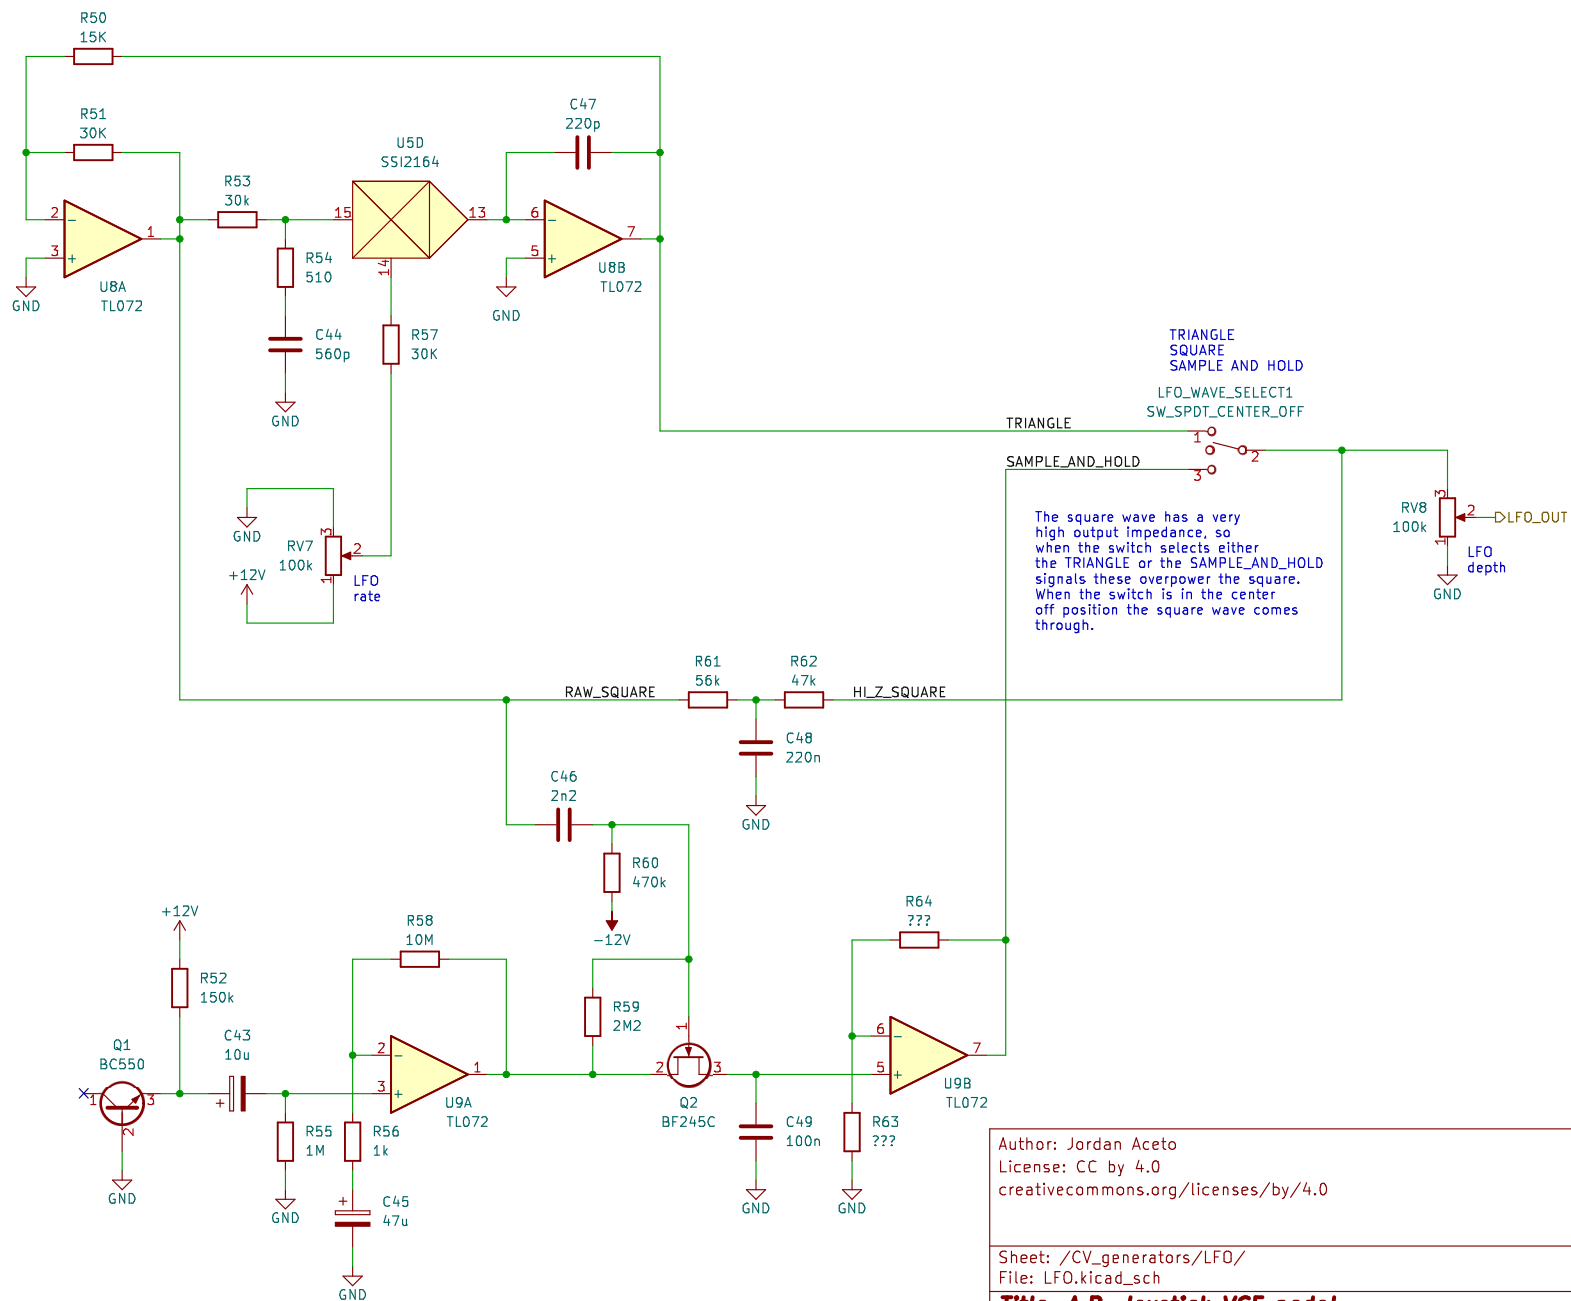 R50
15K
R51
30K
C47
220p
U5D
SSI2164
R53
30k
2
−
3
+
1
15
13
14
6
−
5
+
7
U8A
TL072
GND
R54
510
U8B
TL072
GND
C44
560p
R57
30K
GND
TRIANGLE
SQUARE
SAMPLE AND HOLD
LFO_WAVE_SELECT1
SW_SPDT_CENTER_OFF
TRIANGLE
1
2
SAMPLE_AND_HOLD
3
GND
RV7
100k
3
2
1
+12V
LFO
rate
The square wave has a very
high output impedance, so
when the switch selects either
the TRIANGLE or the SAMPLE_AND_HOLD
signals these overpower the square.
When the switch is in the center
off position the square wave comes
through.
RV8
100k
3
2
1
LFO_OUT
LFO
depth
GND
R61
56k
R62
47k
RAW_SQUARE
HI_Z_SQUARE
C48
220n
GND
C46
2n2
R60
470k
−12V
+12V
R52
150k
R58
10M
R64
???
R59
2M2
Q1
BC550
1
3
2
GND
C43
10u
+
2
−
3
+
1
U9A
TL072
R55
1M
GND
R56
1k
+
C45
47u
GND
1
2
3
Q2
BF245C
C49
100n
GND
6
−
5
+
7
U9B
TL072
R63
???
GND
Author: Jordan Aceto
License: CC by 4.0
creativecommons.org/licenses/by/4.0
Sheet: /CV_generators/LFO/
File: LFO.kicad_sch